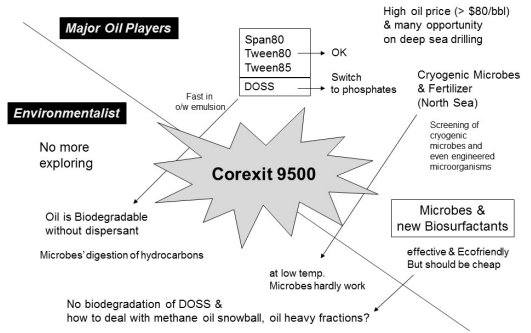 Major Oil Players
High oil price (> $80/bbl)
& many opportunity
on deep sea drilling
Span80
Tween80
Tween85
OK
DOSS
Switch
to phosphates
Fast in
o/w emulsion
Cryogenic Microbes
& Fertilizer
(North Sea)
Environmentalist
Screening of
cryogenic
microbes and
even engineered
microorganisms
No more
exploring
Corexit 9500
Oil is Biodegradable
without dispersant
Microbes' digestion of hydrocarbons
Microbes &
new Biosurfactants
effective & Ecofriendly
But should be cheap
at low temp.
Microbes hardly work
No biodegradation of DOSS &
how to deal with methane oil snowball, oil heavy fractions?